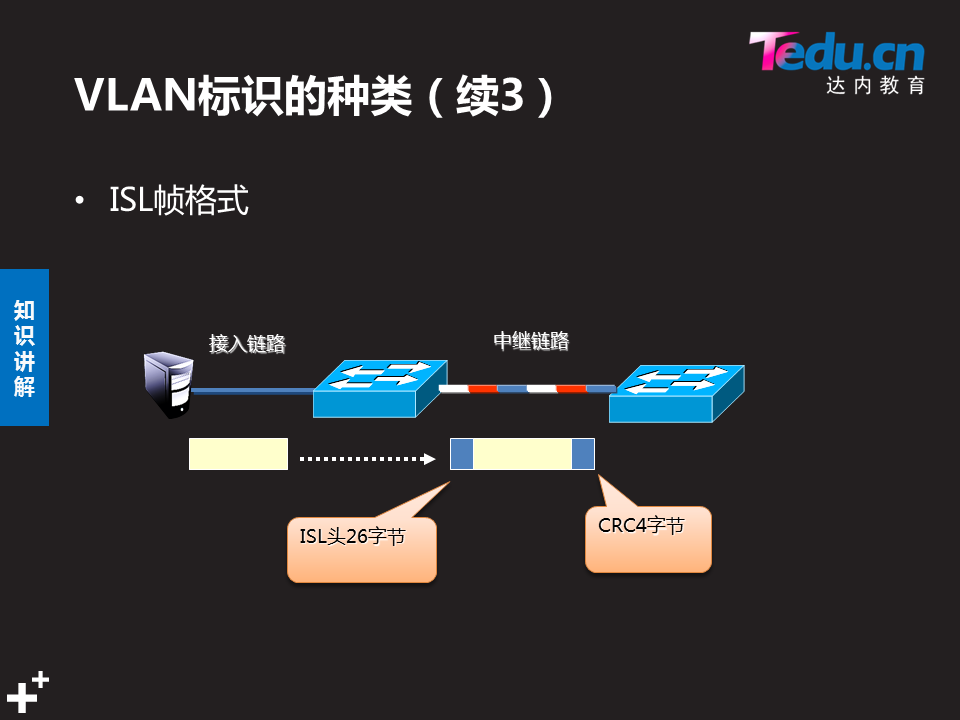 Tedu.cn
达内教育
VLAN标识的种类（续3）
• ISL帧格式
知
识
讲
解
接入链路
中继链路
ISL头26字节
CRC4字节